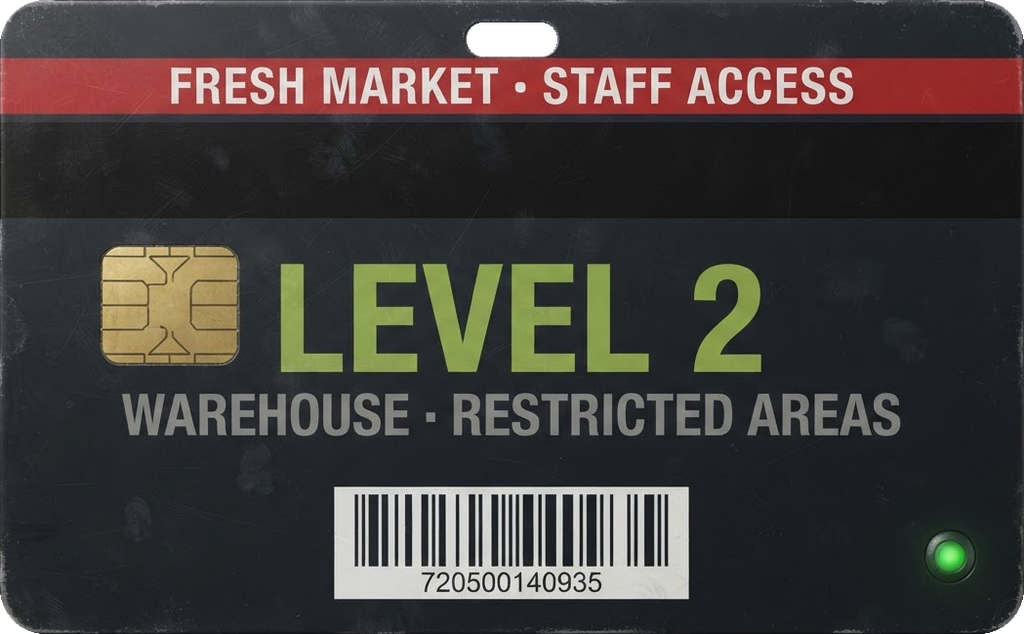 FRESH MARKET • STAFF ACCESS
LEVEL 2
WAREHOUSE · RESTRICTED AREAS
720500140935